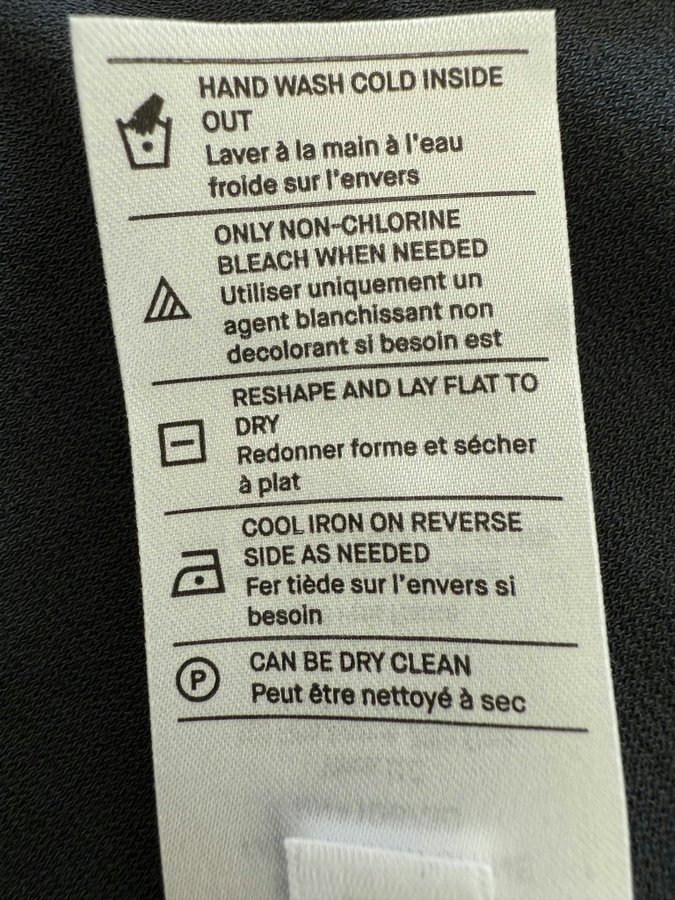 HAND WASH COLD INSIDE
OUT
Laver à la main à l'eau
froide sur l'envers
ONLY NON-CHLORINE
BLEACH WHEN NEEDED
Utiliser uniquement un
agent blanchissant non
decolorant si besoin est
RESHAPE AND LAY FLAT TO
DRY
Redonner forme et sécher
à plat
COOL IRON ON REVERSE
SIDE AS NEEDED
Fer tiède sur l'envers si
besoin
P
CAN BE DRY CLEAN
Peut être nettoyé à sec